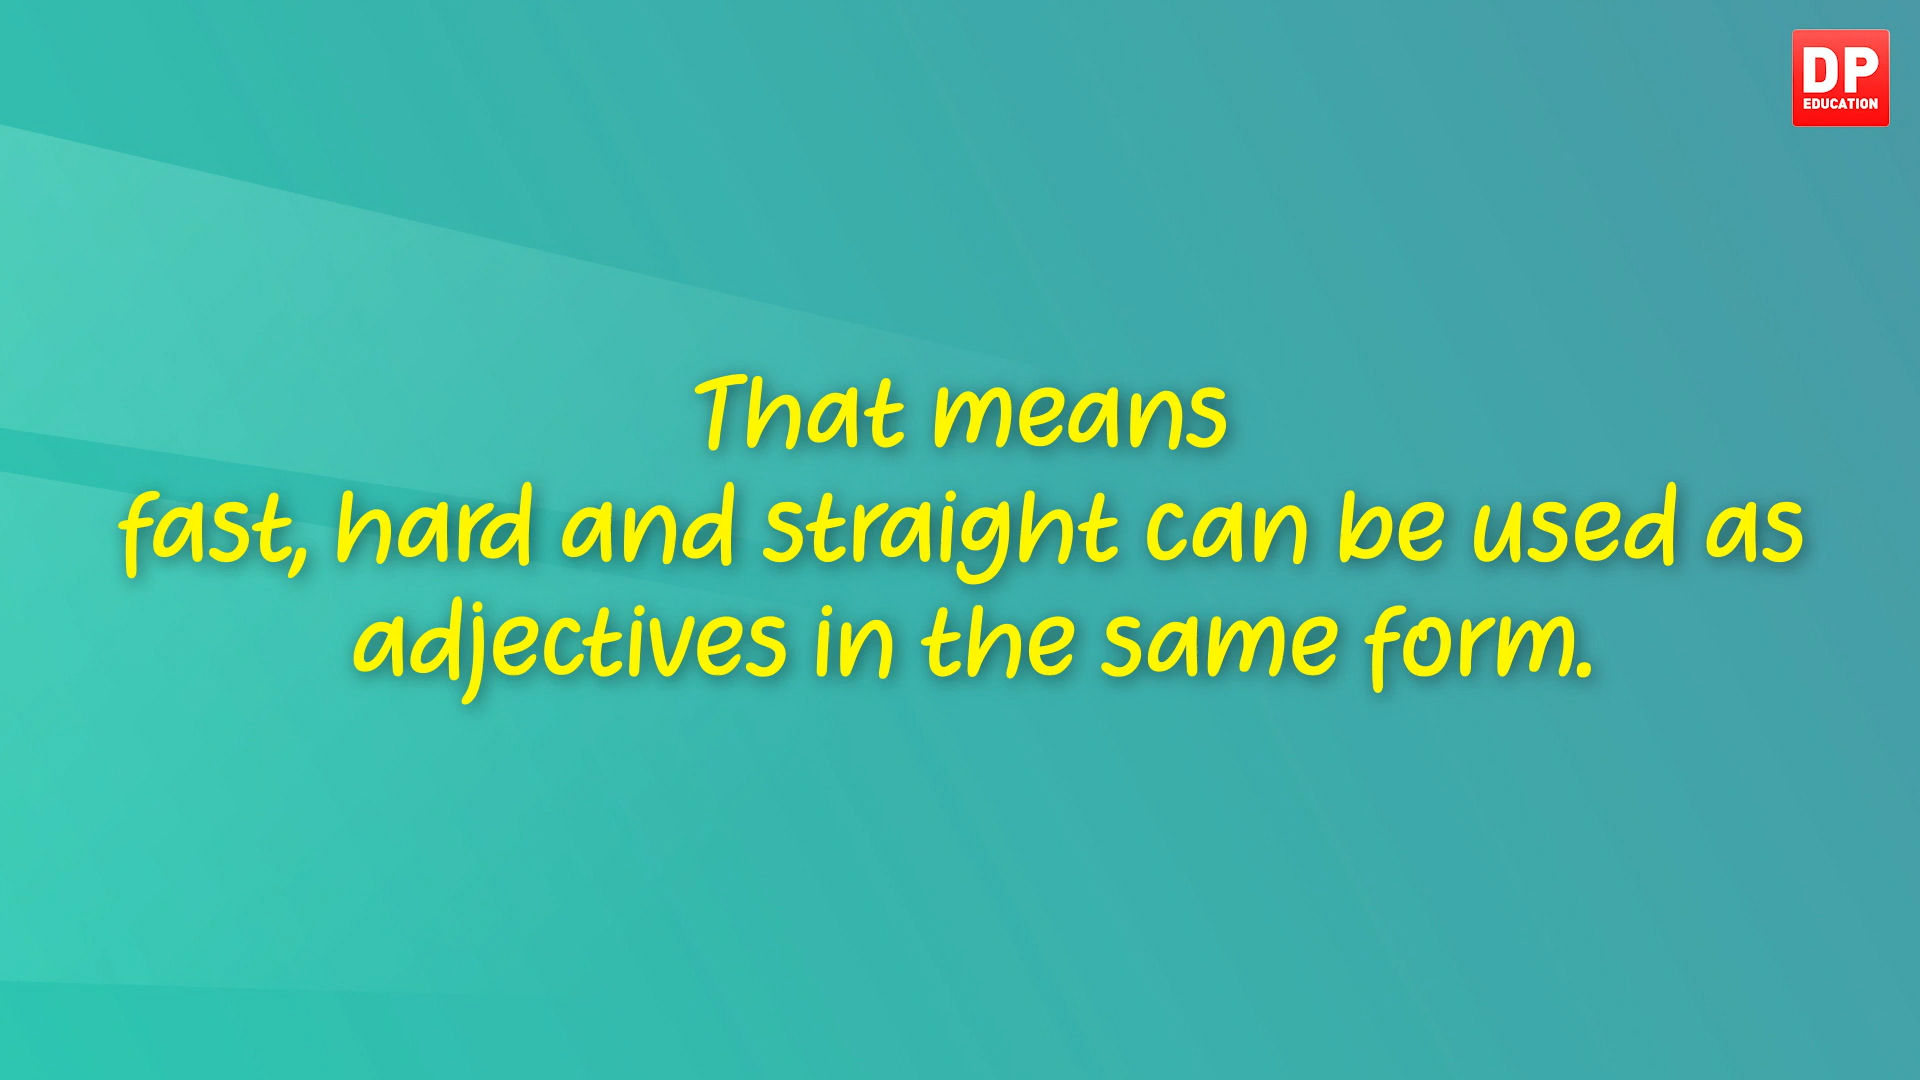 DP
EDUCATION
That means
fast, hard and straight can be used as
adjectives in the same form.